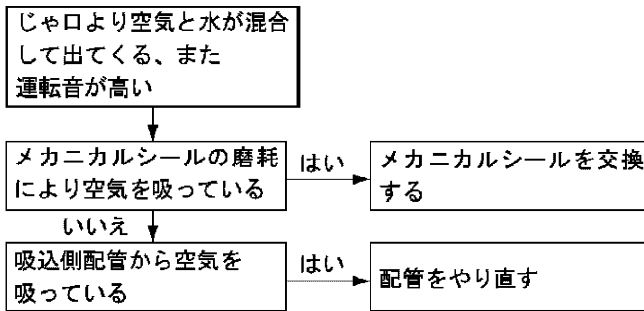 じゃ口より空気と水が混合
して出てくる、また
運転音が高い
メカニカルシールの磨耗
により空気を吸っている
はい
メカニカルシールを交換
する
いいえ
吸込側配管から空気を
吸っている
はい
配管をやり直す